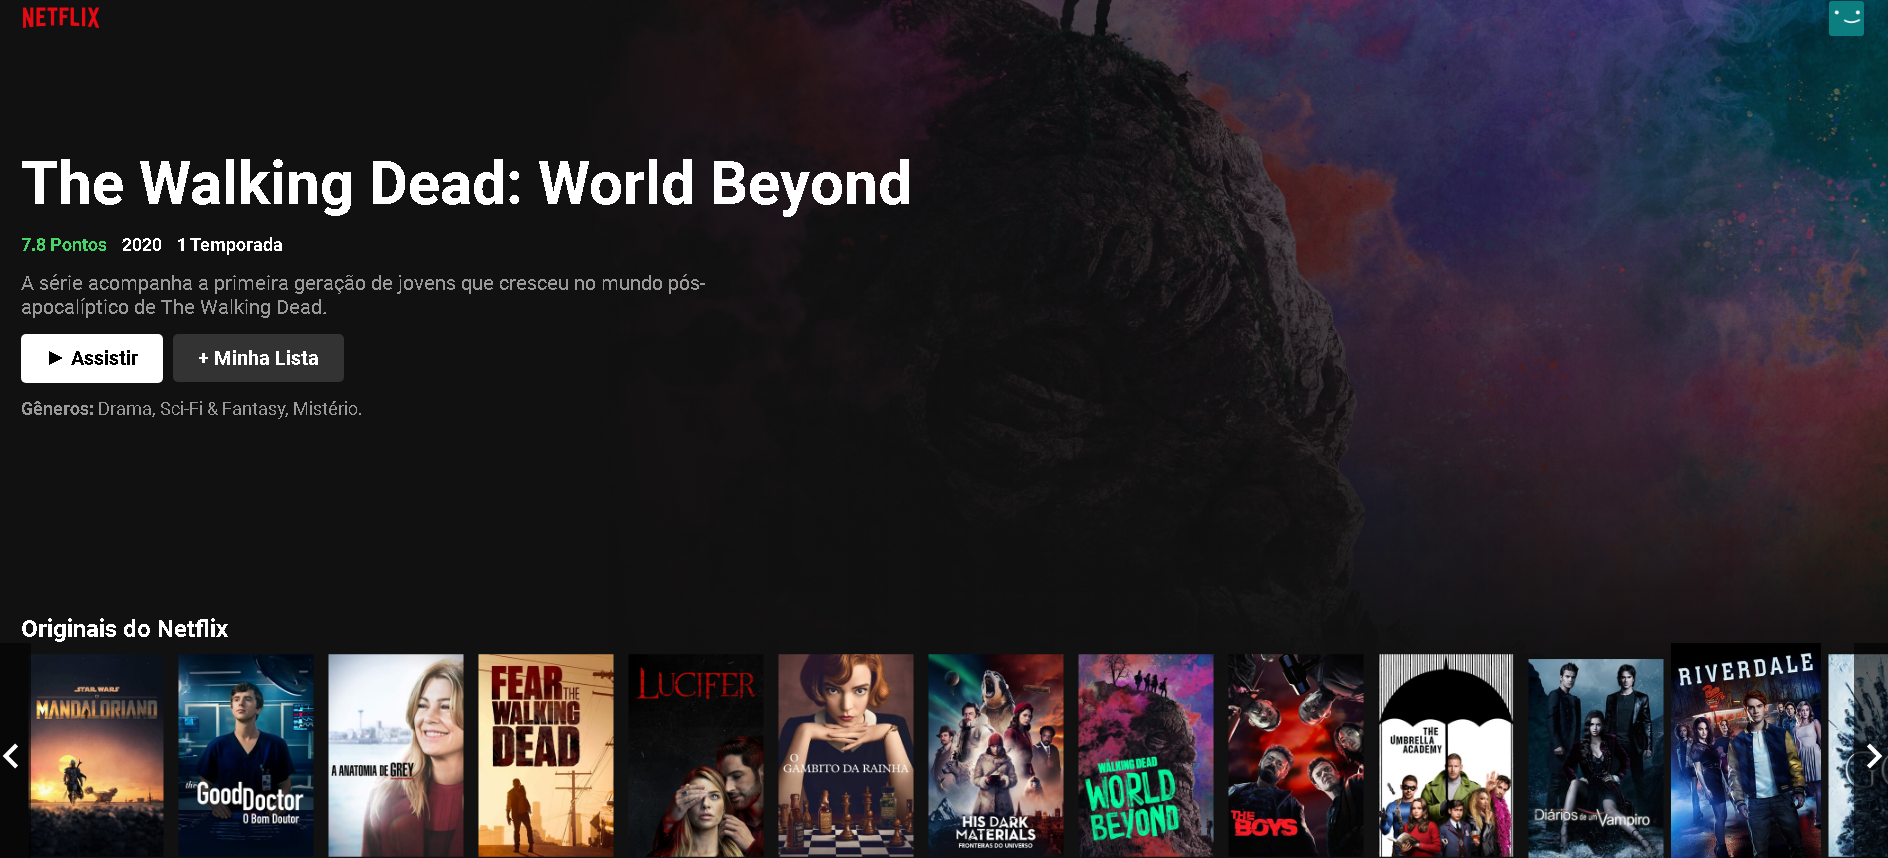 NETFLIX
The Walking Dead: World Beyond
7.8 Pontos 2020 1 Temporada
A série acompanha a primeira geração de jovens que cresceu no mundo pós-
apocalíptico de The Walking Dead.
Assistir
+ Minha Lista
Gêneros: Drama, Sci-Fi & Fantasy, Mistério.
Originais do Netflix
STAR WARS
MANDALORIANO
the GoodDoctor
O Bom Doutor
A ANATOMIA DE GREY
FEAR THE
WALKING
DEAD
LUCIFER
O
GAMBITO DA RAINHA
HIS DARK
MATERIALS
FRONTEIRAS DO UNIVERSO
WALKING DEAD
WORLD
BEYOND
THE
BOYS
THE
UMBRELLA
ACADEMY
Diários de um Vampiro
RIVERDALE